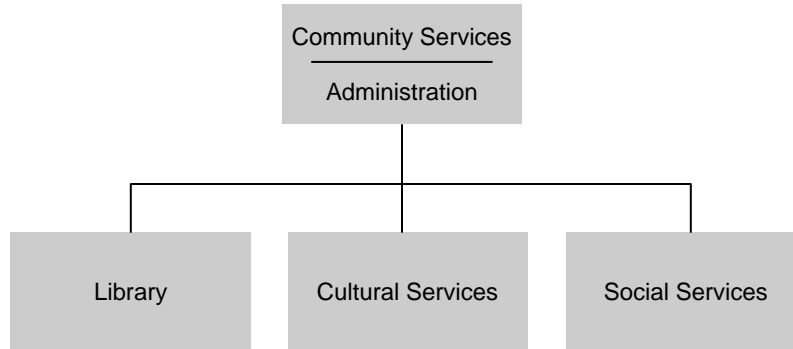 Community Services
Administration
Library
Cultural Services
Social Services